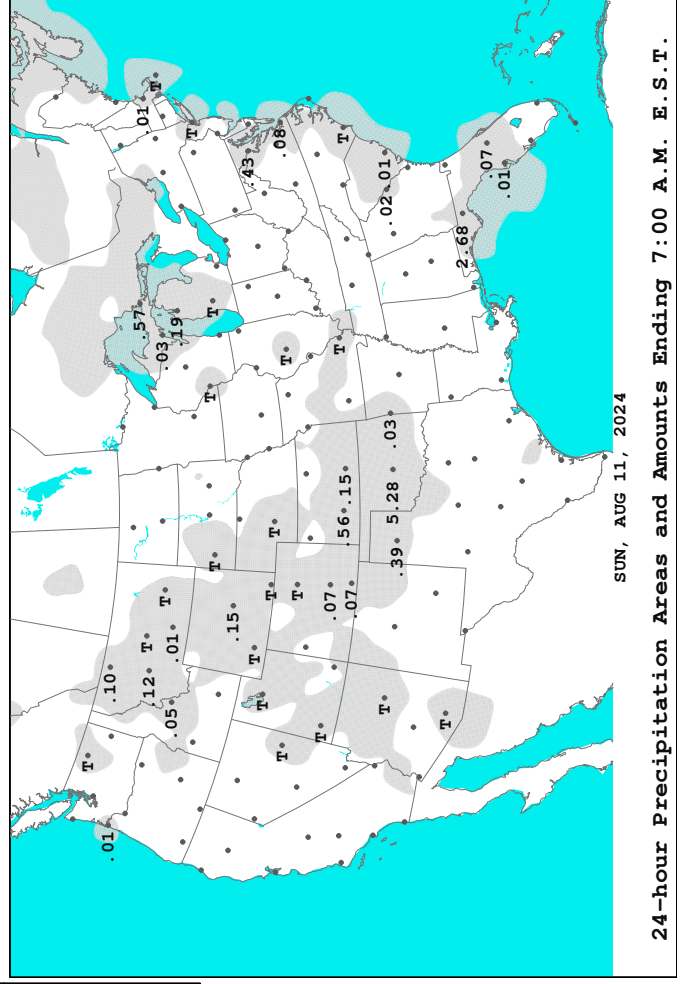 T
.01
.10
.57
.01
T
.12
T
.03
T
.05
.01
.19
T
T
T
T
.15
.43
T
T
T
T
.08
T
T
T
T
.07
T
T
.56
.15
.07
T
.02
.01
.39
5.28
.03
T
2.68
.07
.01
SUN, AUG 11, 2024
24-hour Precipitation Areas and Amounts Ending 7:00 A.M. E.S.T.